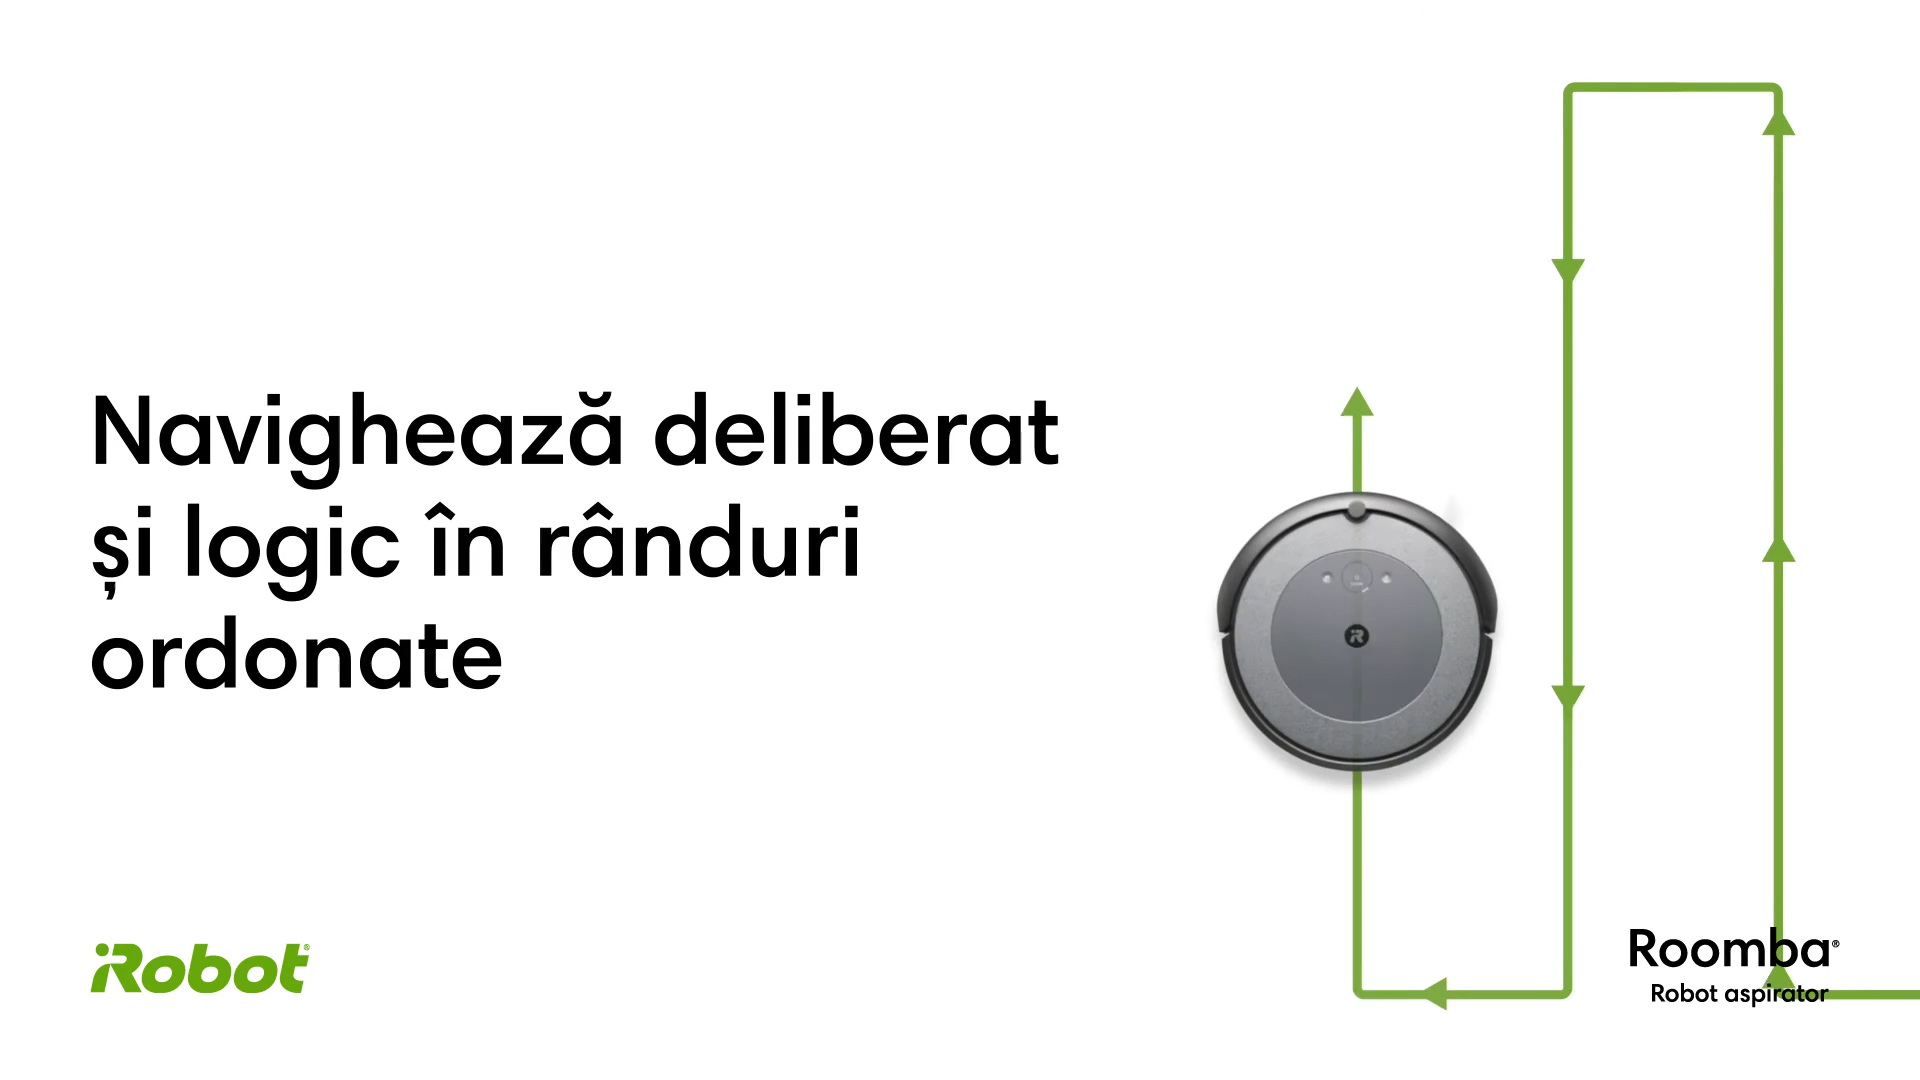 Navighează deliberat
și logic în rânduri
ordonate
iRobot®
Roomba®
Robot aspirator